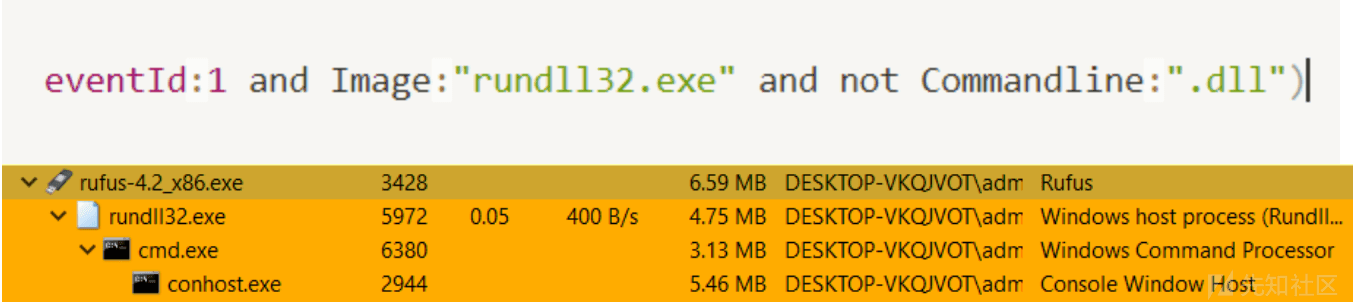 eventId:1 and Image:"rundll32.exe" and not Commandline:".dll")
rufus-4.2_x86.exe 3428 6.59 MB DESKTOP-VKQJVOT\adm Rufus
rundll32.exe 5972 0.05 400 B/s 4.75 MB DESKTOP-VKQJVOT\adm Windows host process (Rundll...
cmd.exe 6380 3.13 MB DESKTOP-VKQJVOT\adm Windows Command Processor
conhost.exe 2944 5.46 MB DESKTOP-VKQJVOT\adm Console Window Host
先知社区